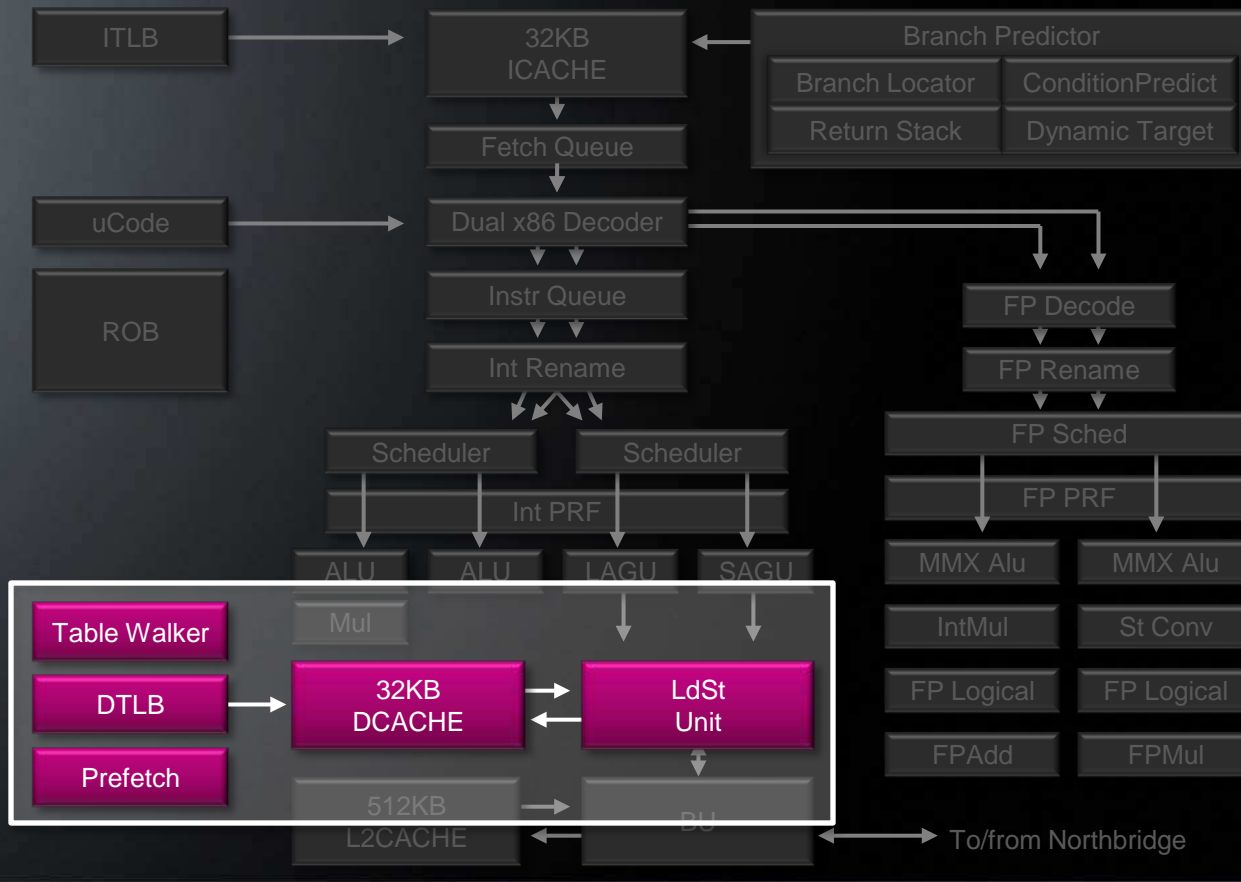 ITLB
32KB
ICACHE
Branch Predictor
Branch Locator
ConditionPredict
Return Stack
Dynamic Target
Fetch Queue
uCode
Dual x86 Decoder
ROB
Instr Queue
FP Decode
Int Rename
FP Rename
Scheduler
Scheduler
FP Sched
Int PRF
FP PRF
ALU
ALU
LAGU
SAGU
MMX Alu
MMX Alu
Table Walker
Mul
IntMul
St Conv
DTLB
32KB
DCACHE
LdSt
Unit
FP Logical
FP Logical
Prefetch
FPAdd
FPMul
512KB
L2CACHE
BU
To/from Northbridge